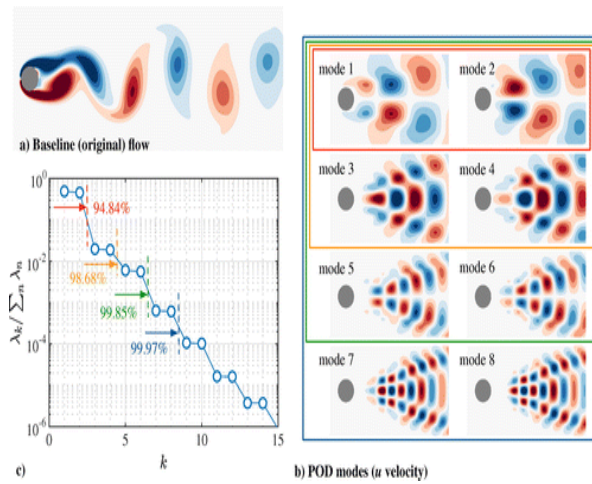 a) Baseline (original) flow
mode 1
mode 2
mode 3
mode 4
mode 5
mode 6
mode 7
mode 8
b) POD modes (u velocity)
10^0
10^-2
10^-4
10^-6
λ_k / ∑_n λ_n
94.84%
98.68%
99.85%
99.97%
0 5 10 15
k
c)